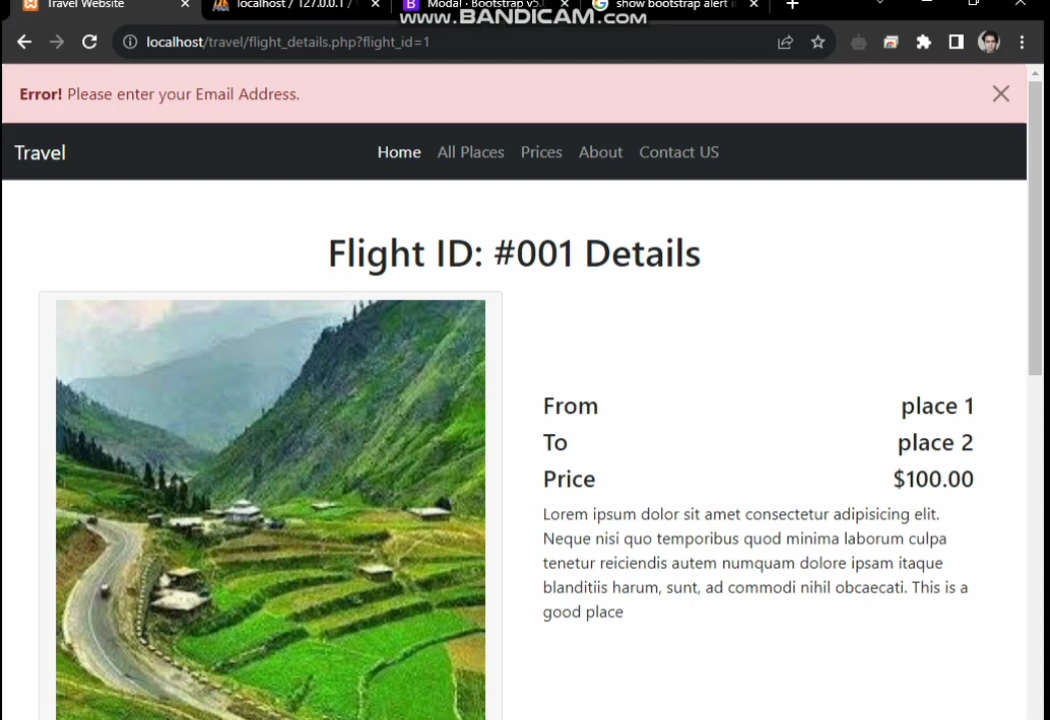 Travel Website
localhost / 127.0.0.1 /
Modal · Bootstrap v5.
show bootstrap alert
www.BANDICAM.com
localhost/travel/flight_details.php?flight_id=1
Error! Please enter your Email Address.
Travel
Home All Places Prices About Contact US
Flight ID: #001 Details
From place 1
To place 2
Price $100.00
Lorem ipsum dolor sit amet consectetur adipisicing elit.
Neque nisi quo temporibus quod minima laborum culpa
tenetur reiciendis autem numquam dolore ipsam itaque
blanditiis harum, sunt, ad commodi nihil obcaecati. This is a
good place